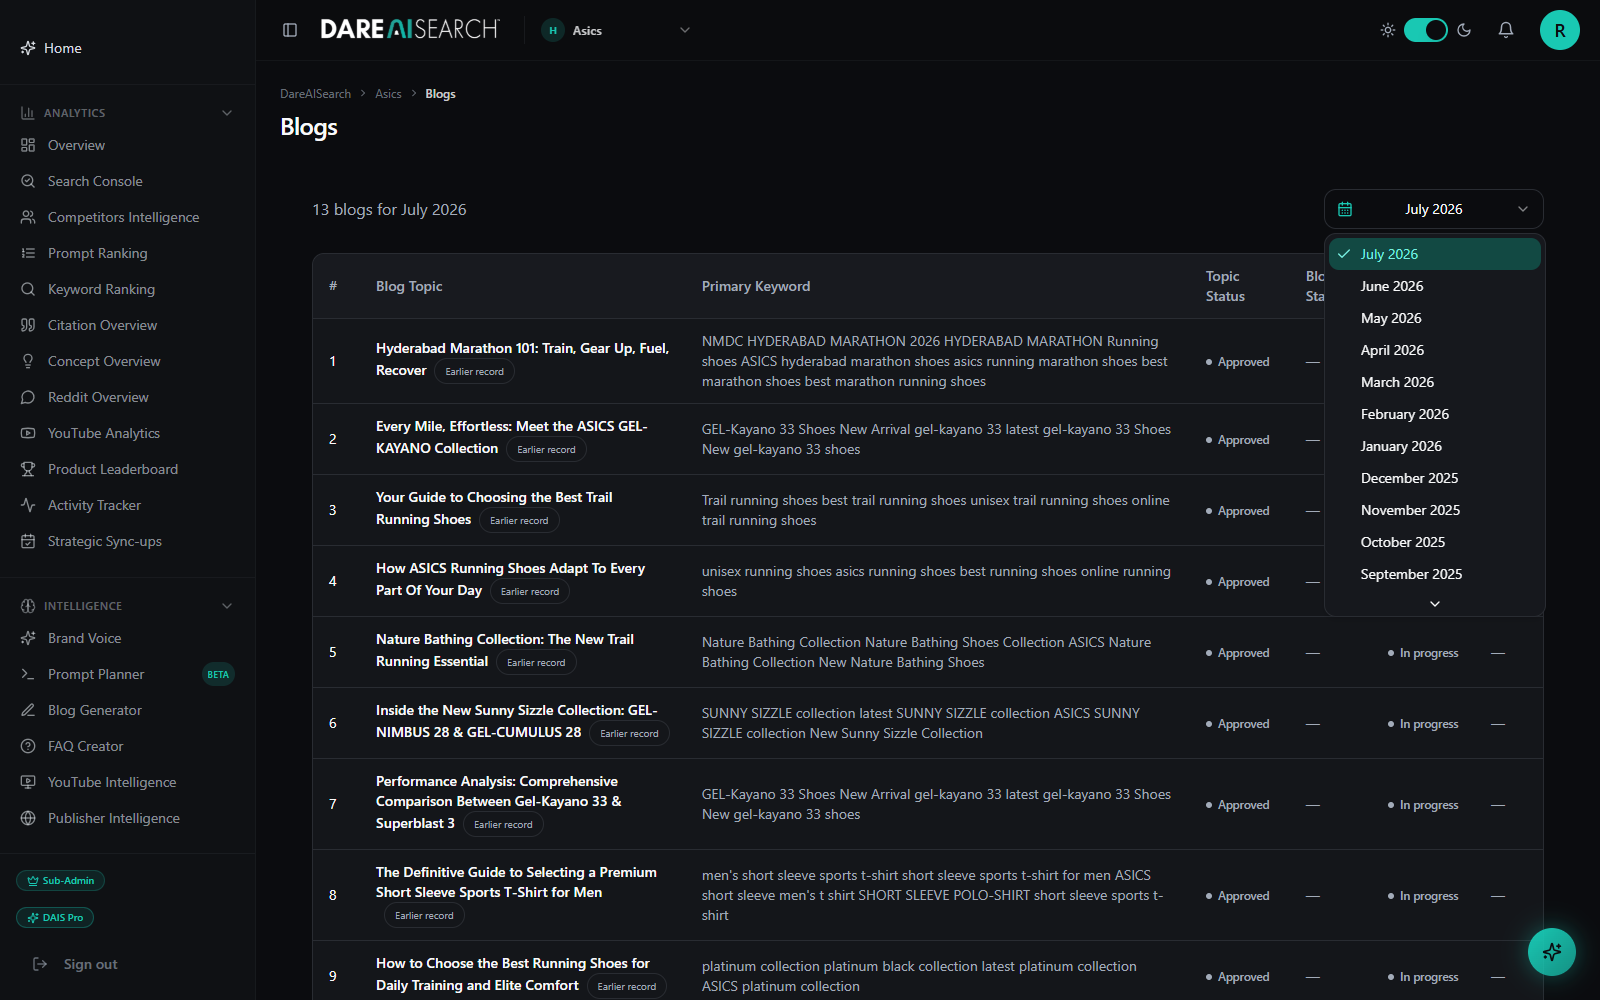 Home
DARE AI SEARCH
H Asics
R
ANALYTICS
Overview
Search Console
Competitors Intelligence
Prompt Ranking
Keyword Ranking
Citation Overview
Concept Overview
Reddit Overview
YouTube Analytics
Product Leaderboard
Activity Tracker
Strategic Sync-ups
INTELLIGENCE
Brand Voice
Prompt Planner BETA
Blog Generator
FAQ Creator
YouTube Intelligence
Publisher Intelligence
Sub-Admin
DAIS Pro
Sign out
DareAISearch > Asics > Blogs
Blogs
13 blogs for July 2026
July 2026
July 2026
June 2026
May 2026
April 2026
March 2026
February 2026
January 2026
December 2025
November 2025
October 2025
September 2025
# Blog Topic Primary Keyword Topic
Status
1
Hyderabad Marathon 101: Train, Gear Up, Fuel,
Recover Earlier record
NMDC HYDERABAD MARATHON 2026 HYDERABAD MARATHON Running
shoes ASICS hyderabad marathon shoes asics running marathon shoes best
marathon shoes best marathon running shoes
Approved —
2
Every Mile, Effortless: Meet the ASICS GEL-
KAYANO Collection Earlier record
GEL-Kayano 33 Shoes New Arrival gel-kayano 33 latest gel-kayano 33 Shoes
New gel-kayano 33 shoes
Approved —
3
Your Guide to Choosing the Best Trail
Running Shoes Earlier record
Trail running shoes best trail running shoes unisex trail running shoes online
trail running shoes
Approved —
4
How ASICS Running Shoes Adapt To Every
Part Of Your Day Earlier record
unisex running shoes asics running shoes best running shoes online running
shoes
Approved —
5
Nature Bathing Collection: The New Trail
Running Essential Earlier record
Nature Bathing Collection Nature Bathing Shoes Collection ASICS Nature
Bathing Collection New Nature Bathing Shoes
Approved — In progress —
6
Inside the New Sunny Sizzle Collection: GEL-
NIMBUS 28 & GEL-CUMULUS 28 Earlier record
SUNNY SIZZLE collection latest SUNNY SIZZLE collection ASICS SUNNY
SIZZLE collection New Sunny Sizzle Collection
Approved — In progress —
7
Performance Analysis: Comprehensive
Comparison Between Gel-Kayano 33 &
Superblast 3 Earlier record
GEL-Kayano 33 Shoes New Arrival gel-kayano 33 latest gel-kayano 33 Shoes
New gel-kayano 33 shoes
Approved — In progress —
8
The Definitive Guide to Selecting a Premium
Short Sleeve Sports T-Shirt for Men
Earlier record
men's short sleeve sports t-shirt short sleeve sports t-shirt for men ASICS
short sleeve men's t shirt SHORT SLEEVE POLO-SHIRT short sleeve sports t-
shirt
Approved — In progress —
9
How to Choose the Best Running Shoes for
Daily Training and Elite Comfort Earlier record
platinum collection platinum black collection latest platinum collection
ASICS platinum collection
Approved — In progress —